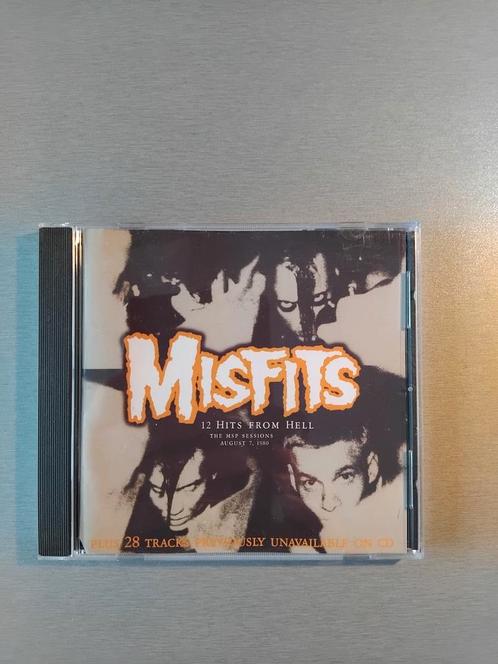 MISFITS
12 HITS FROM HELL
THE MSP SESSIONS
AUGUST 7, 1980
PLUS 28 TRACKS PREVIOUSLY UNAVAILABLE ON CD